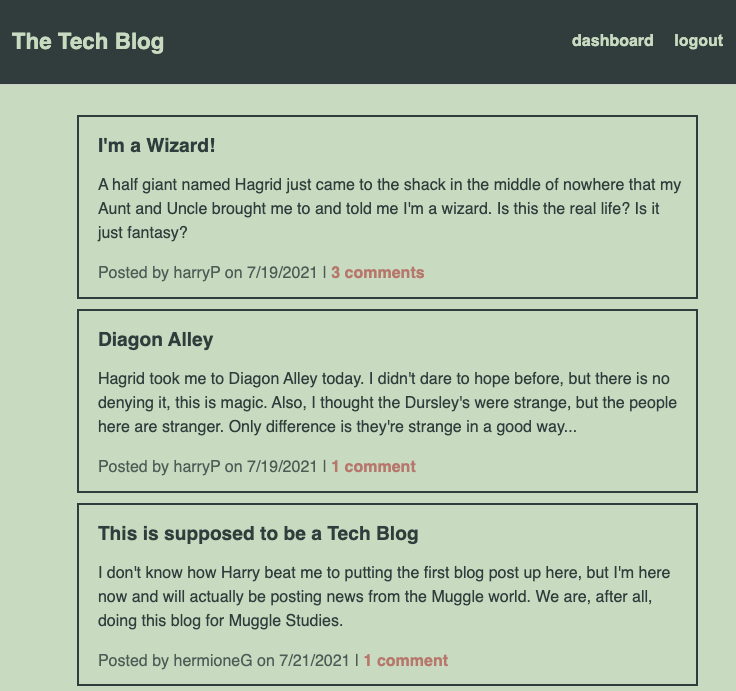 The Tech Blog
dashboard logout
I'm a Wizard!
A half giant named Hagrid just came to the shack in the middle of nowhere that my
Aunt and Uncle brought me to and told me I'm a wizard. Is this the real life? Is it
just fantasy?
Posted by harryP on 7/19/2021 | 3 comments
Diagon Alley
Hagrid took me to Diagon Alley today. I didn't dare to hope before, but there is no
denying it, this is magic. Also, I thought the Dursley's were strange, but the people
here are stranger. Only difference is they're strange in a good way...
Posted by harryP on 7/19/2021 | 1 comment
This is supposed to be a Tech Blog
I don't know how Harry beat me to putting the first blog post up here, but I'm here
now and will actually be posting news from the Muggle world. We are, after all,
doing this blog for Muggle Studies.
Posted by hermioneG on 7/21/2021 | 1 comment